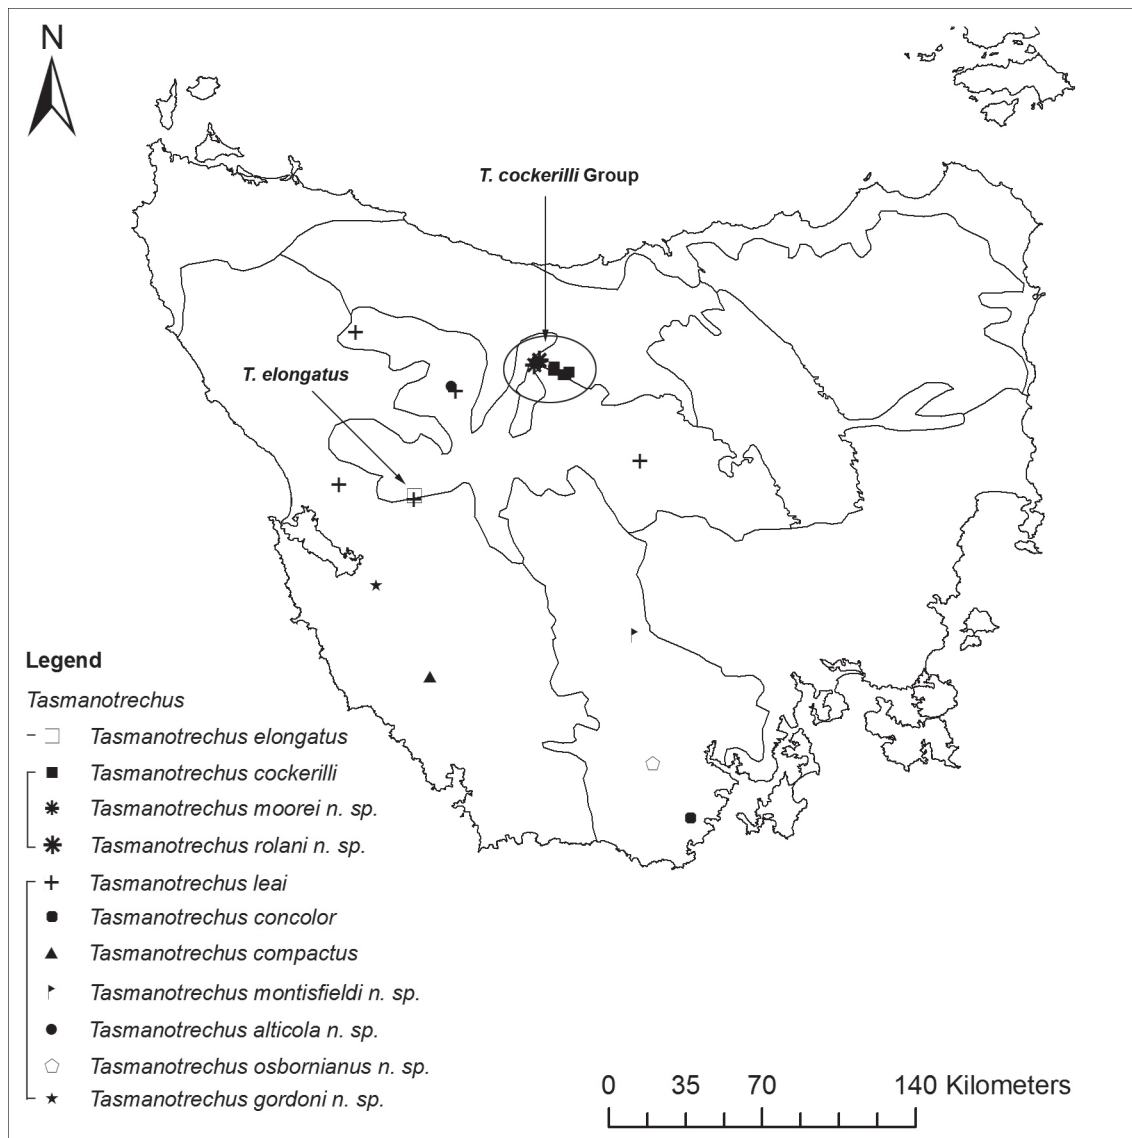 N
T. cockerilli Group
T. elongatus
Legend
Tasmanotrechus
Tasmanotrechus elongatus
Tasmanotrechus cockerilli
Tasmanotrechus moorei n. sp.
Tasmanotrechus rolani n. sp.
Tasmanotrechus leai
Tasmanotrechus concolor
Tasmanotrechus compactus
Tasmanotrechus montisfieldi n. sp.
Tasmanotrechus alticola n. sp.
Tasmanotrechus osbornianus n. sp.
Tasmanotrechus gordoni n. sp.
0 35 70 140 Kilometers